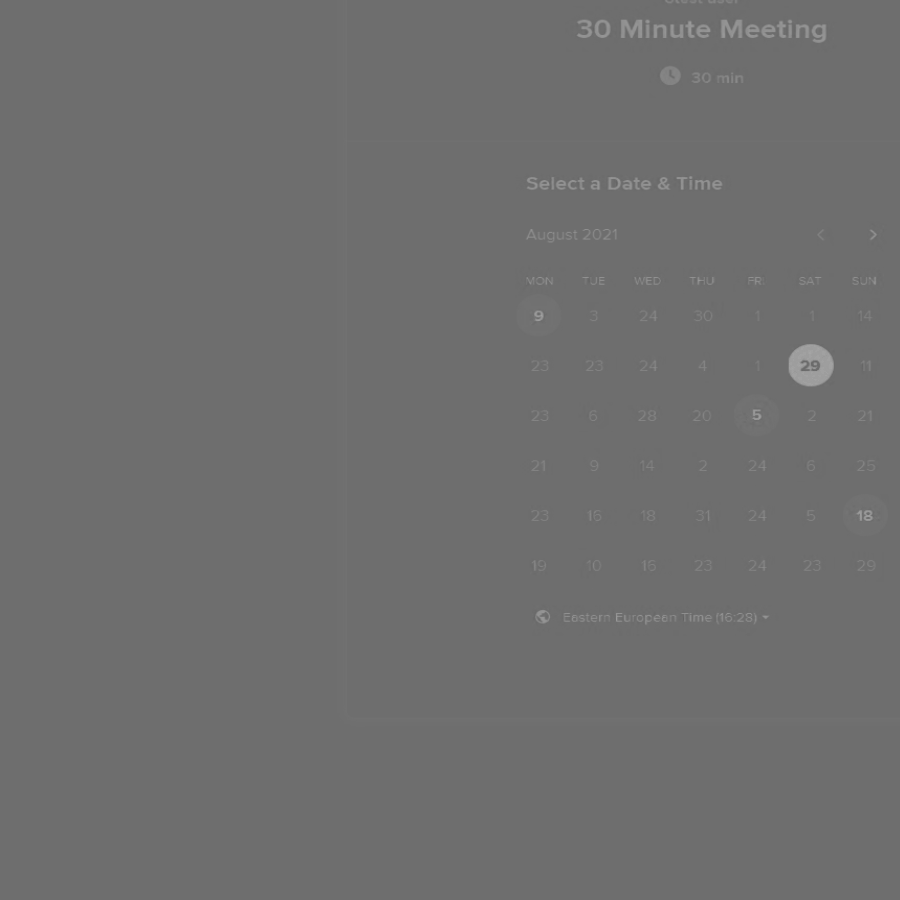 30 Minute Meeting
30 min
Select a Date & Time
August 2021
MON TUE WED THU FRI SAT SUN
9 3 24 30 1 1 14
23 23 24 4 1 29 11
23 6 28 20 5 2 21
21 9 14 2 24 6 25
23 15 18 31 24 5 18
19 10 16 23 24 23 29
Eastern European Time (16:28)